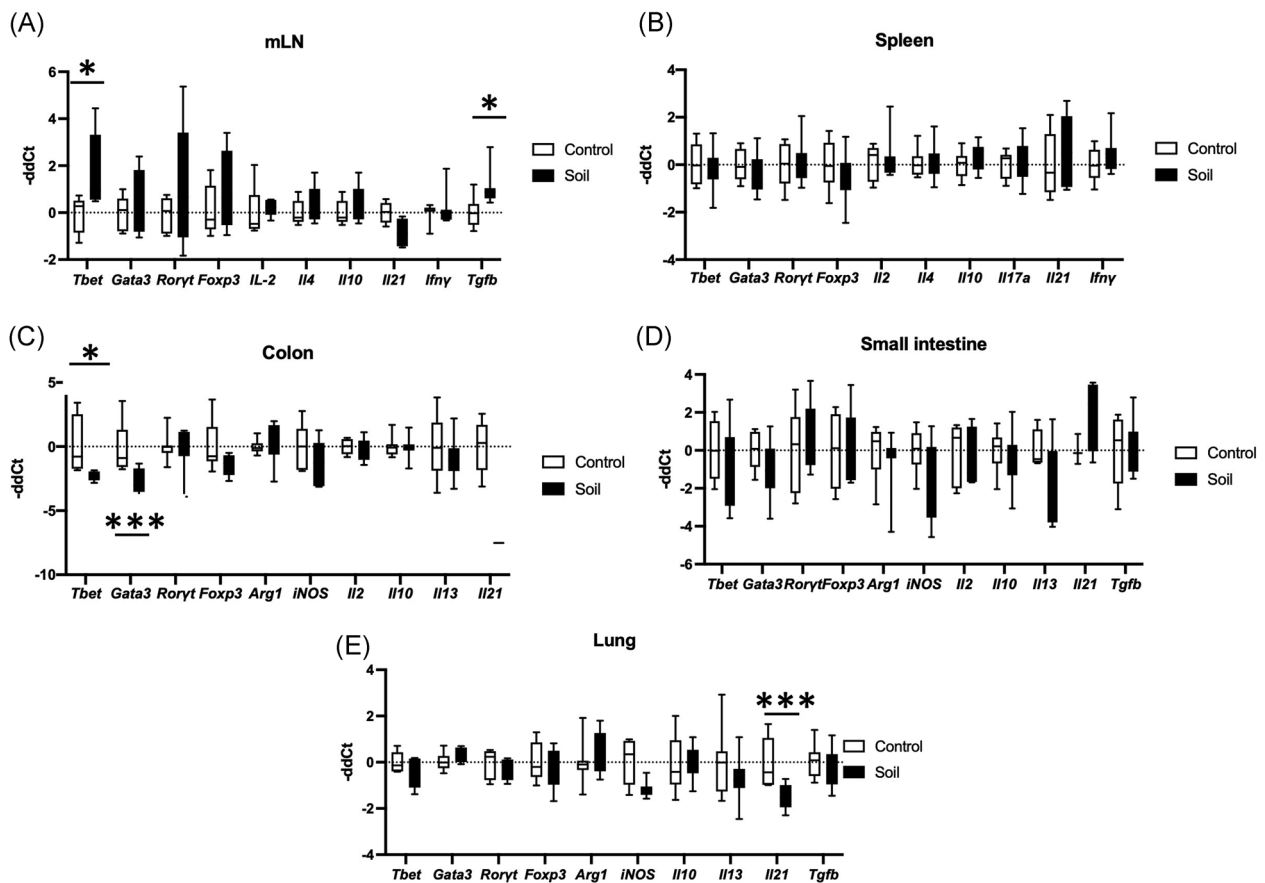 (A)
mLN
*
*
6
4
2
0
-2
-ddCt
Control
Soil
Tbet Gata3 Rorγt Foxp3 IL-2 Il4 Il10 Il21 Ifnγ Tgfb
(B)
Spleen
4
2
0
-2
-4
-ddCt
Control
Soil
Tbet Gata3 Rorγt Foxp3 Il2 Il4 Il10 Il17a Il21 Ifnγ
(C)
Colon
*
***
5
0
-5
-10
-ddCt
Control
Soil
Tbet Gata3 Rorγt Foxp3 Arg1 iNOS Il2 Il10 Il13 Il21
(D)
Small intestine
4
2
0
-2
-4
-6
-ddCt
Control
Soil
Tbet Gata3 Rorγt Foxp3 Arg1 iNOS Il2 Il10 Il13 Il21 Tgfb
(E)
Lung
***
4
2
0
-2
-4
-ddCt
Control
Soil
Tbet Gata3 Rorγt Foxp3 Arg1 iNOS Il10 Il13 Il21 Tgfb